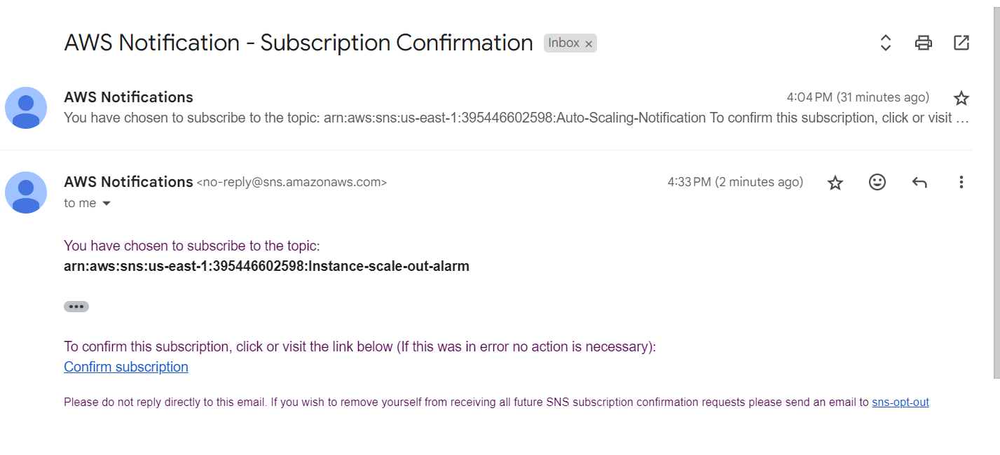 AWS Notification - Subscription Confirmation Inbox ×
AWS Notifications 4:04 PM (31 minutes ago)
You have chosen to subscribe to the topic: arn:aws:sns:us-east-1:395446602598:Auto-Scaling-Notification To confirm this subscription, click or visit …
AWS Notifications <no-reply@sns.amazonaws.com> 4:33 PM (2 minutes ago)
to me
You have chosen to subscribe to the topic:
arn:aws:sns:us-east-1:395446602598:Instance-scale-out-alarm
To confirm this subscription, click or visit the link below (If this was in error no action is necessary):
Confirm subscription
Please do not reply directly to this email. If you wish to remove yourself from receiving all future SNS subscription confirmation requests please send an email to sns-opt-out